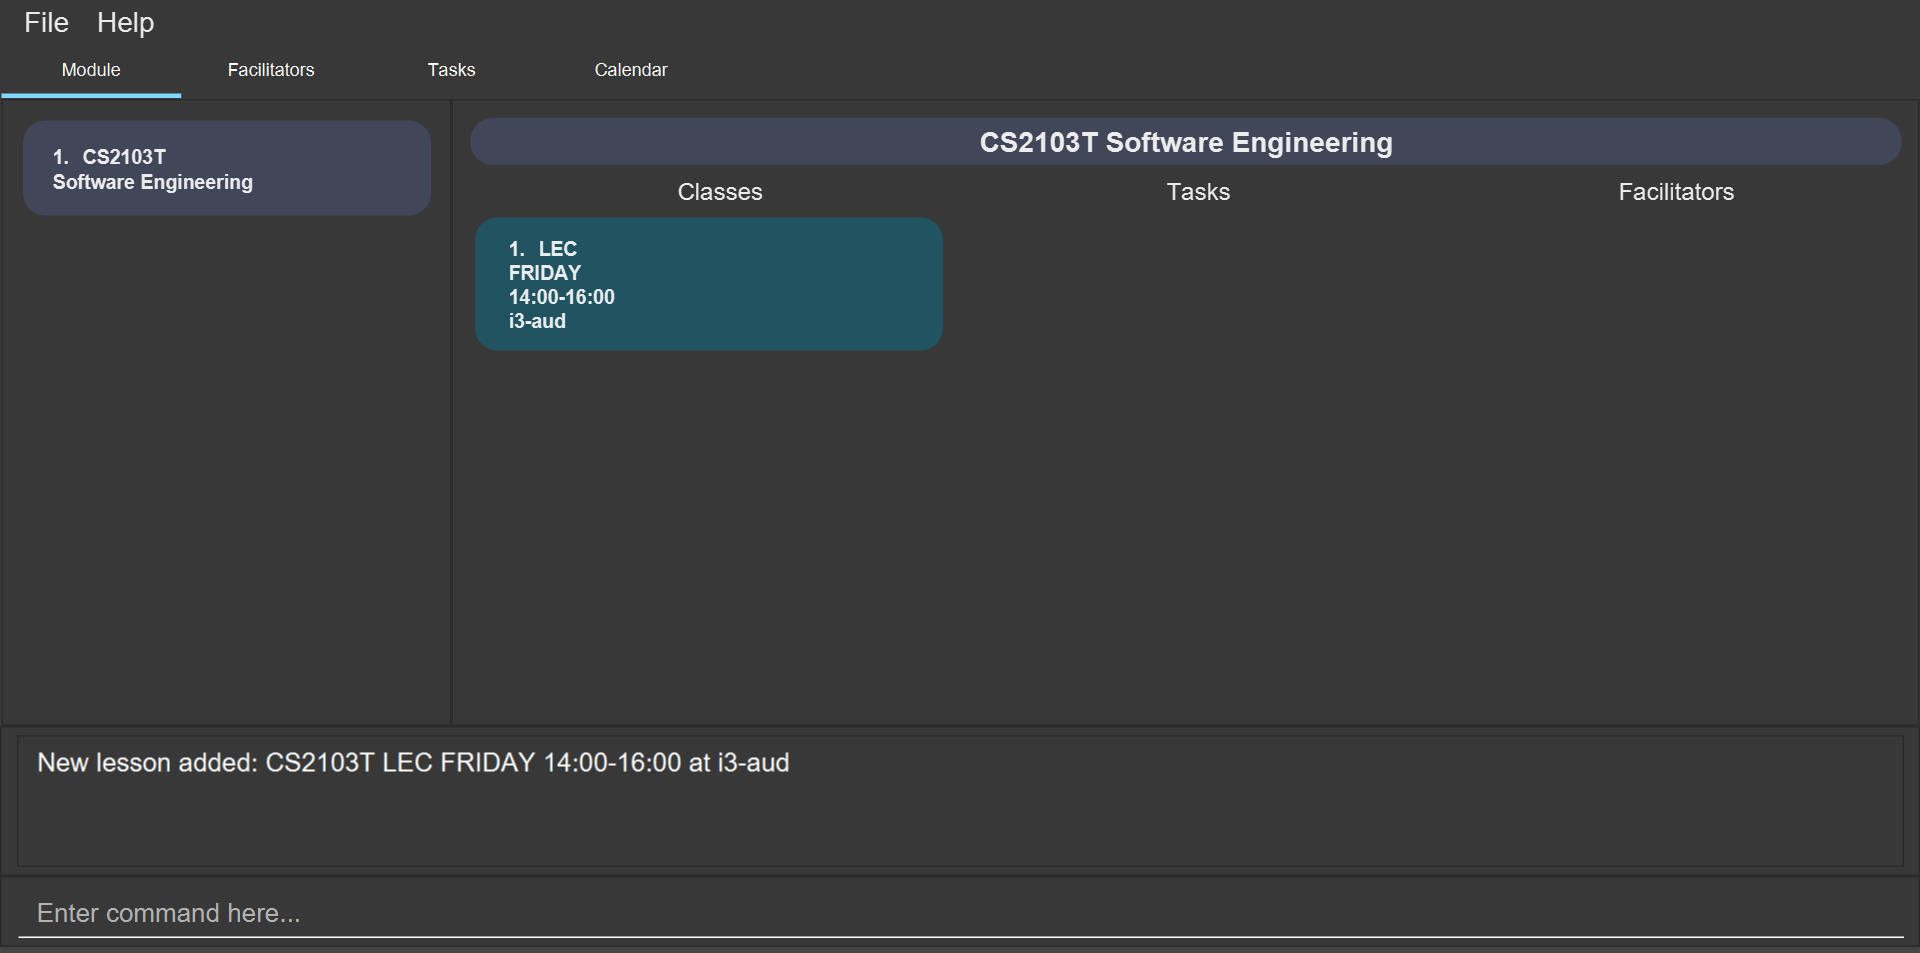 File Help
Module Facilitators Tasks Calendar
1. CS2103T
Software Engineering
CS2103T Software Engineering
Classes Tasks Facilitators
1. LEC
FRIDAY
14:00-16:00
i3-aud
New lesson added: CS2103T LEC FRIDAY 14:00-16:00 at i3-aud
Enter command here...